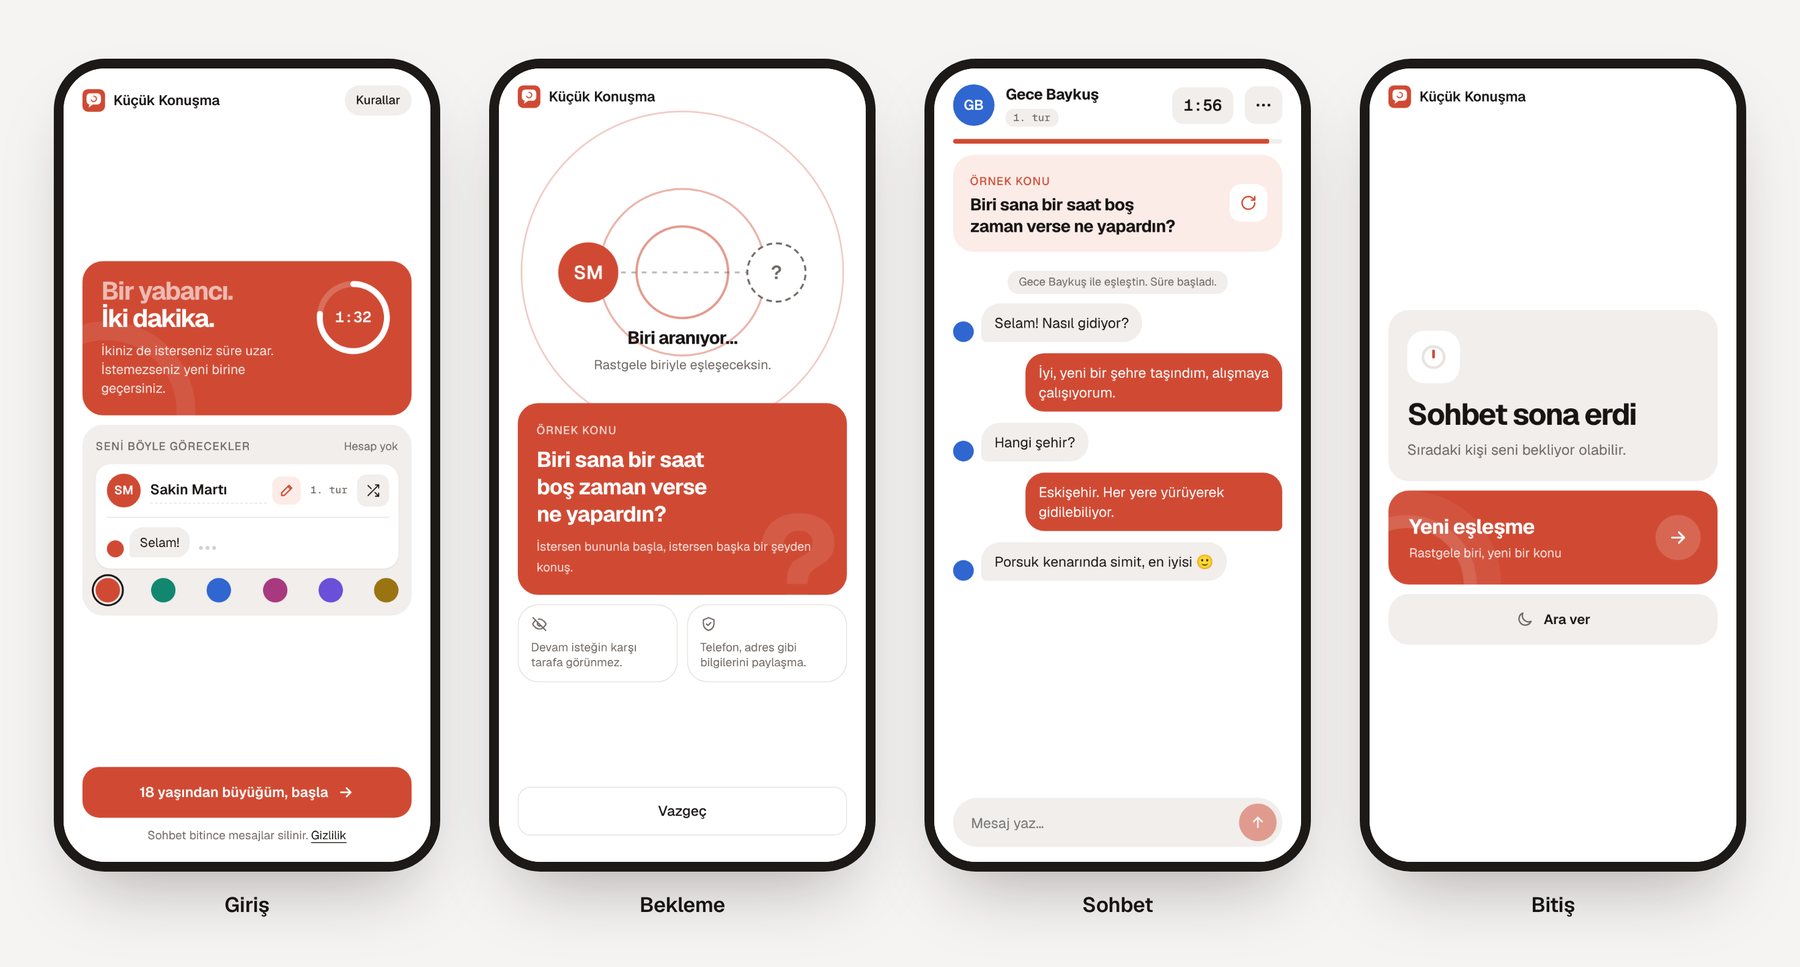 Küçük Konuşma
Kurallar
Bir yabancı.
İki dakika.
1:32
İkiniz de isterseniz süre uzar.
İstemezseniz yeni birine
geçersiniz.
SENİ BÖYLE GÖRECEKLER
Hesap yok
SM
Sakin Martı
1. tur
Selam!
18 yaşından büyüğüm, başla →
Sohbet bitince mesajlar silinir. Gizlilik
Giriş
Küçük Konuşma
SM
?
Biri aranıyor...
Rastgele biriyle eşleşeceksin.
ÖRNEK KONU
Biri sana bir saat
boş zaman verse
ne yapardın?
İstersen bununla başla, istersen başka bir şeyden
konuş.
?
Devam isteğin karşı
tarafa görünmez.
Telefon, adres gibi
bilgilerini paylaşma.
Vazgeç
Bekleme
GB
Gece Baykuş
1. tur
1:56
ÖRNEK KONU
Biri sana bir saat boş
zaman verse ne yapardın?
Gece Baykuş ile eşleştin. Süre başladı.
Selam! Nasıl gidiyor?
İyi, yeni bir şehre taşındım, alışmaya
çalışıyorum.
Hangi şehir?
Eskişehir. Her yere yürüyerek
gidilebiliyor.
Porsuk kenarında simit, en iyisi 🙂
Mesaj yaz...
Sohbet
Küçük Konuşma
Sohbet sona erdi
Sıradaki kişi seni bekliyor olabilir.
Yeni eşleşme
Rastgele biri, yeni bir konu
Ara ver
Bitiş